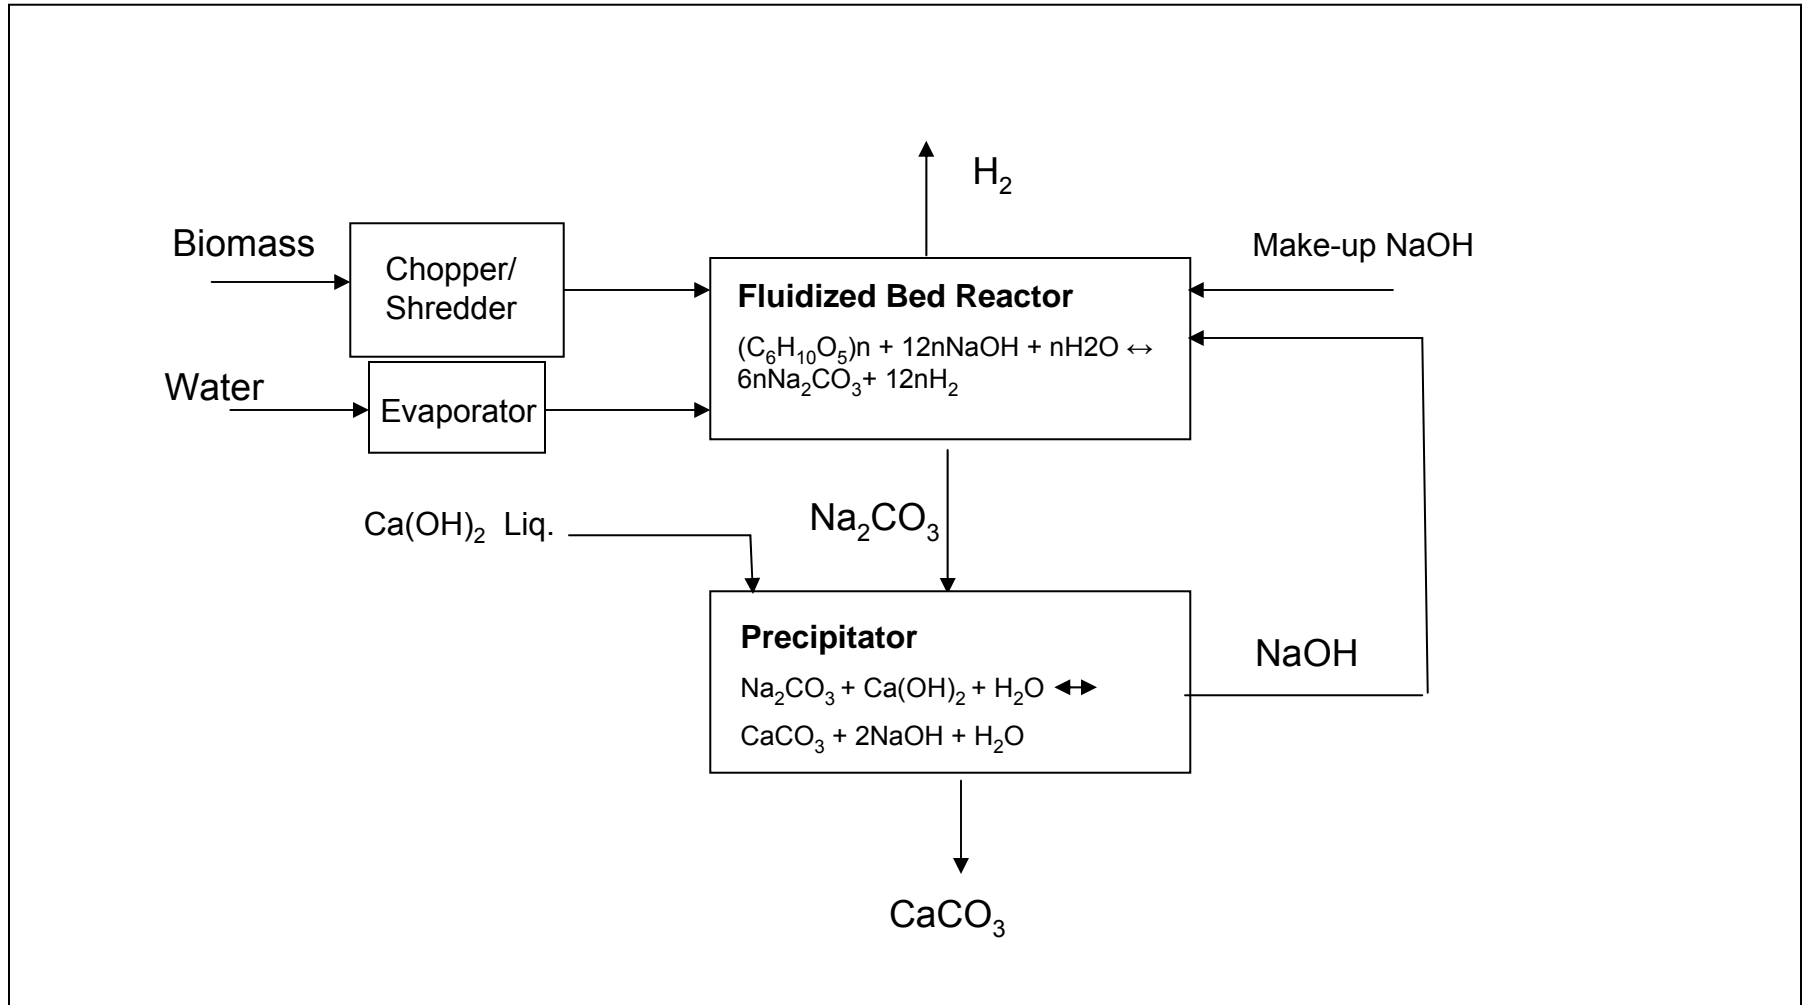 H₂
Biomass
Make-up NaOH
Chopper/
Shredder
Fluidized Bed Reactor
(C₆H₁₀O₅)n + 12nNaOH + nH2O ↔
6nNa₂CO₃+ 12nH₂
Water
Evaporator
Ca(OH)₂ Liq.
Na₂CO₃
Precipitator
Na₂CO₃ + Ca(OH)₂ + H₂O ↔
CaCO₃ + 2NaOH + H₂O
NaOH
CaCO₃